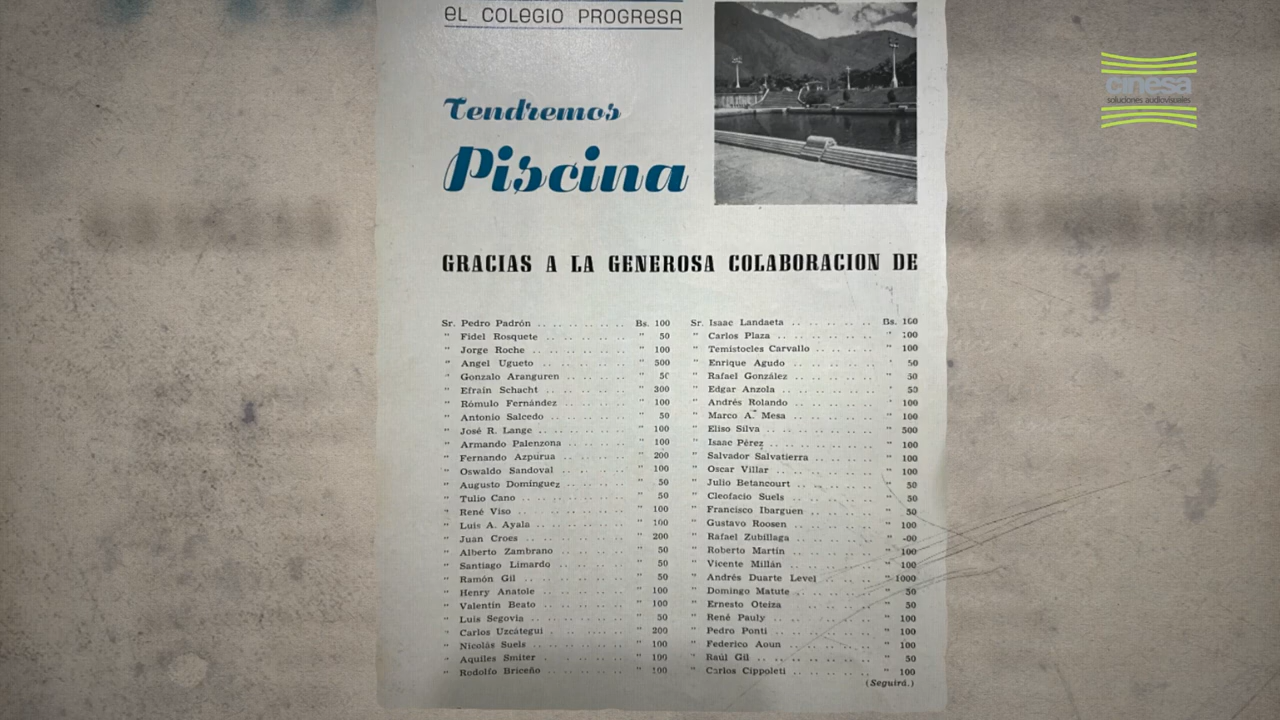 EL COLEGIO PROGRESA
Tendremos
Piscina
GRACIAS A LA GENEROSA COLABORACION DE
Sr. Pedro Padrón .. .. .. .. .. .. Bs. 100
" Fidel Rosquete .. .. .. .. .. " 50
" Jorge Roche .. .. .. .. .. .. " 100
" Angel Ugueto .. .. .. .. .. " 500
" Gonzalo Aranguren .. .. .. .. " 50
" Efraín Schacht .. .. .. .. .. " 300
" Rómulo Fernández .. .. .. .. " 100
" Antonio Salcedo .. .. .. .. .. " 50
" José R. Lange .. .. .. .. .. " 100
" Armando Palenzona .. .. .. .. " 100
" Fernando Azpurua .. .. .. .. " 200
" Oswaldo Sandoval .. .. .. .. " 100
" Augusto Domínguez .. .. .. .. " 50
" Tulio Cano .. .. .. .. .. .. " 50
" René Viso .. .. .. .. .. .. " 100
" Luis A. Ayala .. .. .. .. .. " 100
" Juan Croes .. .. .. .. .. .. " 200
" Alberto Zambrano .. .. .. .. " 50
" Santiago Limardo .. .. .. .. " 50
" Ramón Gil .. .. .. .. .. .. " 50
" Henry Anatole .. .. .. .. .. " 100
" Valentín Beato .. .. .. .. .. " 100
" Luis Segovia .. .. .. .. .. " 50
" Carlos Uzcátegui .. .. .. .. " 200
" Nicolás Suels .. .. .. .. .. " 100
" Aquiles Smiter .. .. .. .. .. " 100
" Rodolfo Briceño .. .. .. .. .. " 100
Sr. Isaac Landaeta .. .. .. .. .. Bs. 100
" Carlos Plaza .. .. .. .. .. .. " 100
" Temístocles Carvallo .. .. .. .. " 100
" Enrique Agudo .. .. .. .. .. " 50
" Rafael González .. .. .. .. .. " 50
" Edgar Anzola .. .. .. .. .. " 50
" Andrés Rolando .. .. .. .. .. " 100
" Marco A. Mesa .. .. .. .. .. " 100
" Eliso Silva .. .. .. .. .. .. " 500
" Isaac Pérez .. .. .. .. .. .. " 100
" Salvador Salvatierra .. .. .. .. " 100
" Oscar Villar .. .. .. .. .. .. " 100
" Julio Betancourt .. .. .. .. .. " 50
" Cleofacio Suels .. .. .. .. .. " 50
" Francisco Ibarguen .. .. .. .. " 50
" Gustavo Roosen .. .. .. .. .. " 100
" Rafael Zubillaga .. .. .. .. .. " -00
" Roberto Martín .. .. .. .. .. " 100
" Vicente Millán .. .. .. .. .. " 100
" Andrés Duarte Level .. .. .. .. " 1000
" Domingo Matute .. .. .. .. .. " 50
" Ernesto Oteiza .. .. .. .. .. " 50
" René Pauly .. .. .. .. .. .. " 100
" Pedro Ponti .. .. .. .. .. .. " 100
" Federico Aoun .. .. .. .. .. " 100
" Raúl Gil .. .. .. .. .. .. " 50
" Carlos Cippoleti .. .. .. .. .. " 100
(Seguirá.)
cinesa
soluciones audiovisuales